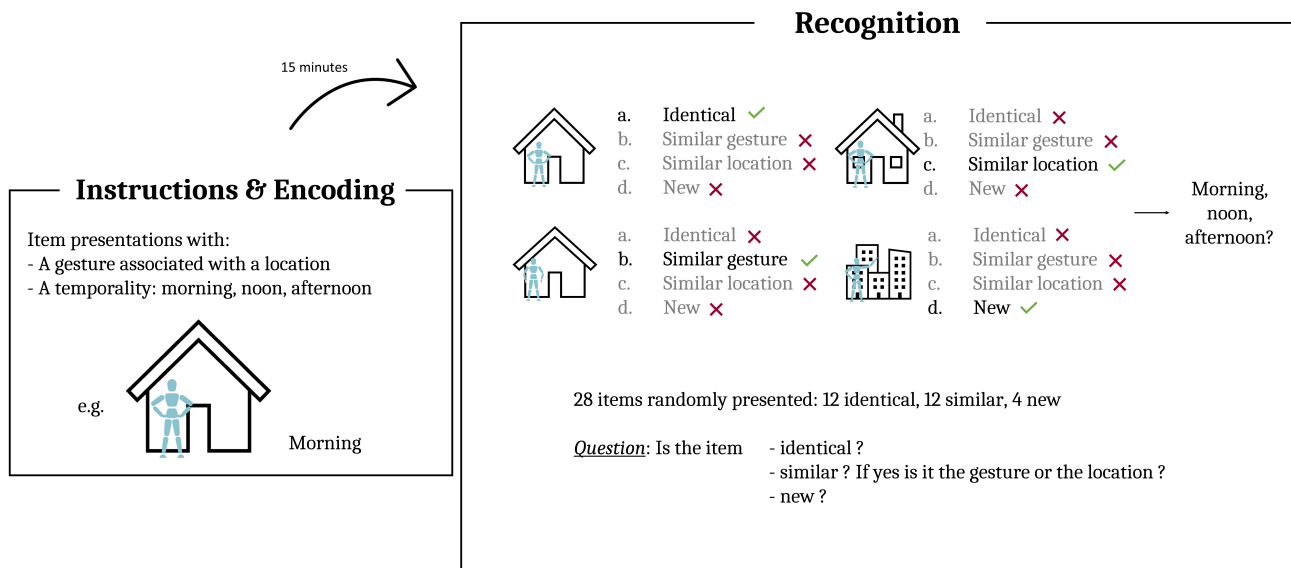 Recognition
15 minutes
Instructions & Encoding
Item presentations with:
- A gesture associated with a location
- A temporality: morning, noon, afternoon
e.g.
Morning
a. Identical
b. Similar gesture
c. Similar location
d. New
a. Identical
b. Similar gesture
c. Similar location
d. New
a. Identical
b. Similar gesture
c. Similar location
d. New
a. Identical
b. Similar gesture
c. Similar location
d. New
Morning,
noon,
afternoon?
28 items randomly presented: 12 identical, 12 similar, 4 new
Question: Is the item - identical ?
- similar ? If yes is it the gesture or the location ?
- new ?